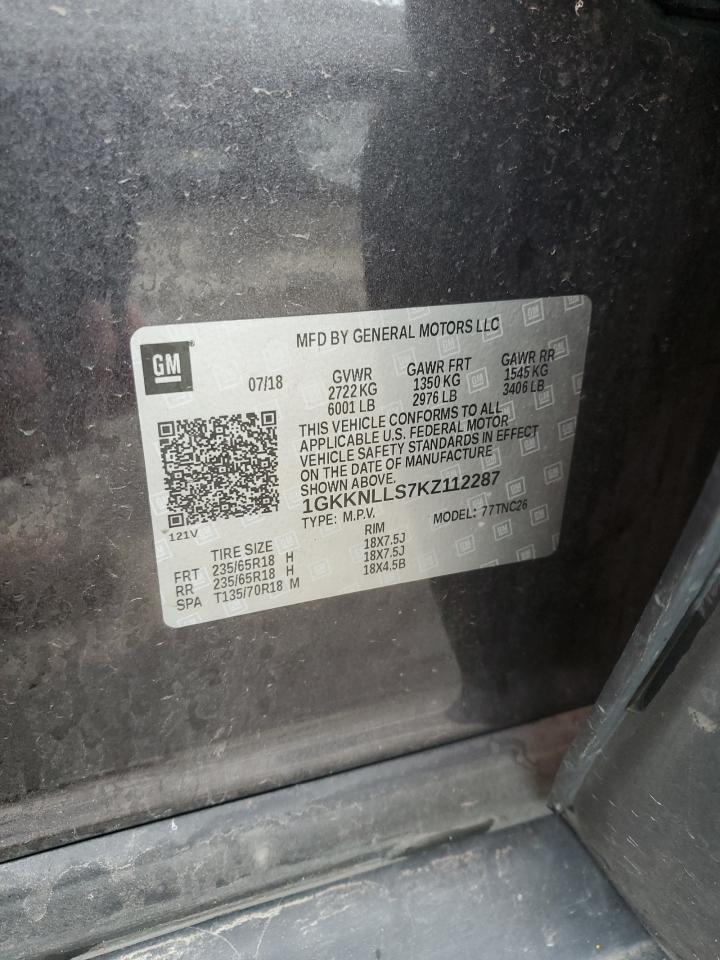 MFD BY GENERAL MOTORS LLC
GM ®
07/18 GVWR GAWR FRT GAWR RR
2722 KG 1350 KG 1545 KG
6001 LB 2976 LB 3406 LB
THIS VEHICLE CONFORMS TO ALL
APPLICABLE U.S. FEDERAL MOTOR
VEHICLE SAFETY STANDARDS IN EFFECT
ON THE DATE OF MANUFACTURE
SHOWN ABOVE.
1GKKNLLS7KZ112287
TYPE: M.P.V. MODEL: 77TNC26
121V
TIRE SIZE RIM
FRT 235/65R18 H 18X7.5J
RR 235/65R18 H 18X7.5J
SPA T135/70R18 M 18X4.5B